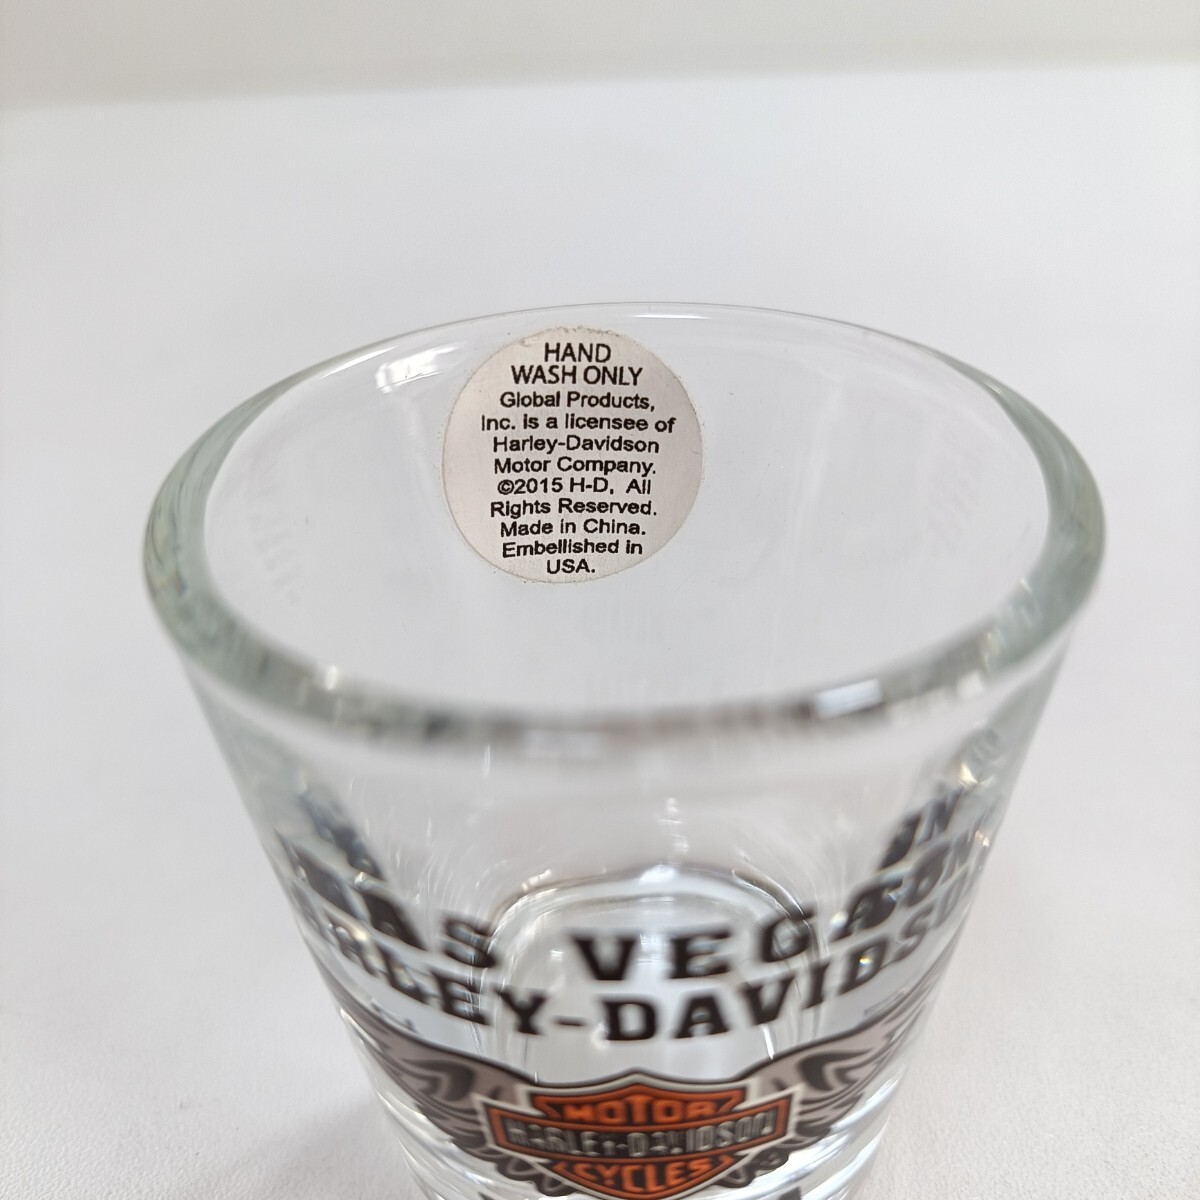 HAND
WASH ONLY
Global Products,
Inc. is a licensee of
Harley-Davidson
Motor Company.
©2015 H-D, All
Rights Reserved.
Made in China.
Embellished in
USA.
VEGAS
HARLEY-DAVIDSON
MOTOR
HARLEY-DAVIDSON
CYCLES